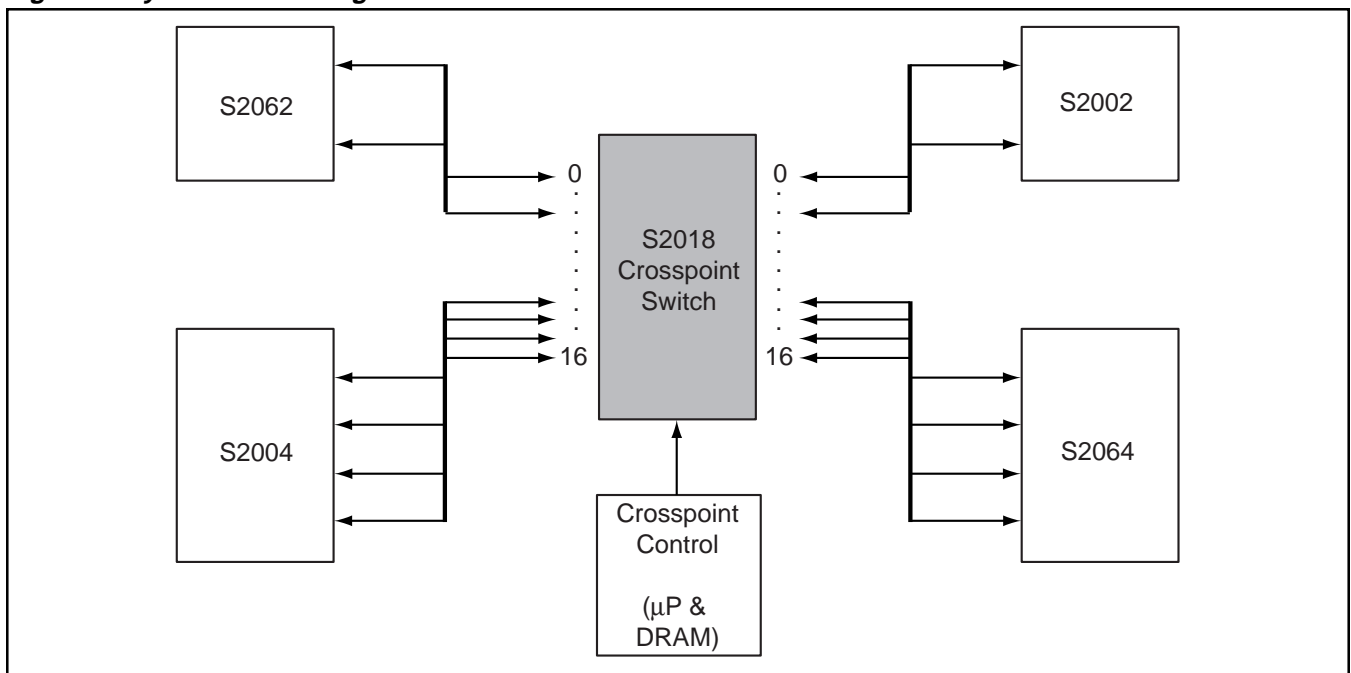 S2062
S2002
0
0
S2018
Crosspoint
Switch
16
16
S2004
S2064
Crosspoint
Control
(μP &
DRAM)